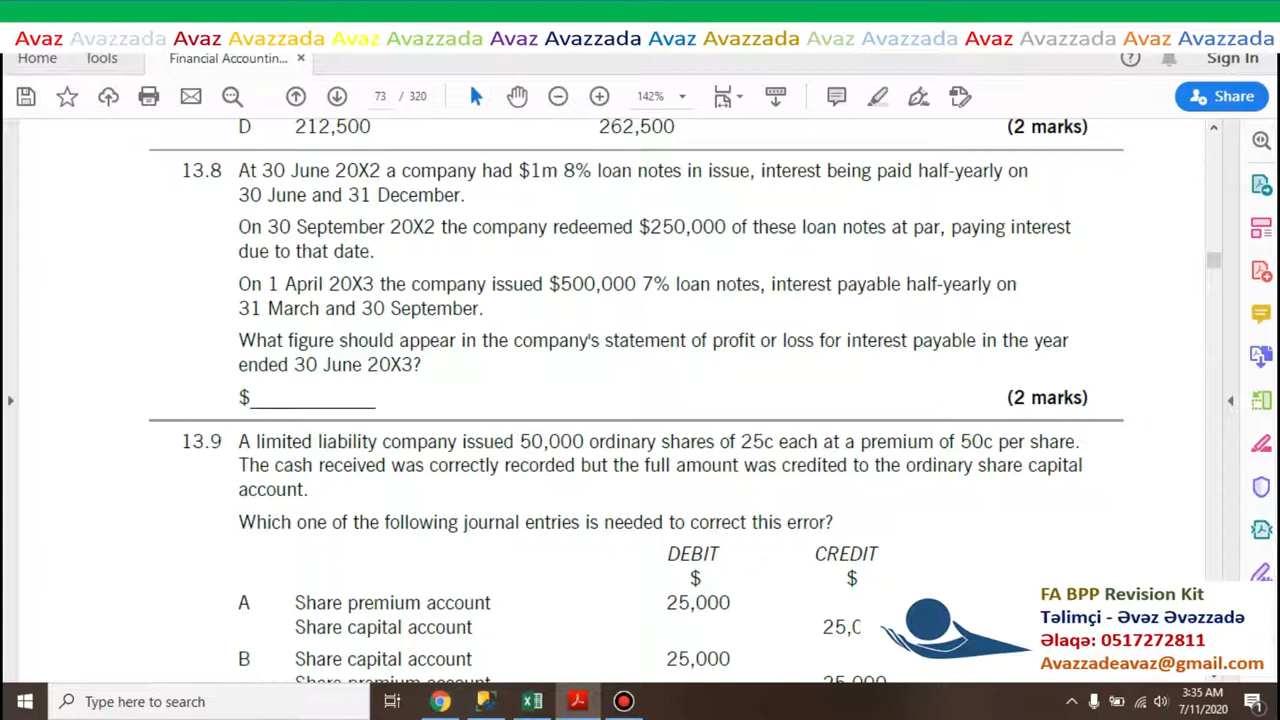 Avaz Avazzada Avaz Avazzada Avaz Avazzada Avaz Avazzada Avaz Avazzada Avaz Avazzada Avaz Avazzada Avaz Avazzada
Home Tools Financial Accountin... ×
Sign In
73 / 320 142% Share
D 212,500 262,500 (2 marks)
13.8 At 30 June 20X2 a company had $1m 8% loan notes in issue, interest being paid half-yearly on
30 June and 31 December.
On 30 September 20X2 the company redeemed $250,000 of these loan notes at par, paying interest
due to that date.
On 1 April 20X3 the company issued $500,000 7% loan notes, interest payable half-yearly on
31 March and 30 September.
What figure should appear in the company's statement of profit or loss for interest payable in the year
ended 30 June 20X3?
$____________ (2 marks)
13.9 A limited liability company issued 50,000 ordinary shares of 25c each at a premium of 50c per share.
The cash received was correctly recorded but the full amount was credited to the ordinary share capital
account.
Which one of the following journal entries is needed to correct this error?
DEBIT CREDIT
$ $
A Share premium account 25,000
Share capital account
B Share capital account 25,000
FA BPP Revision Kit
Təlimçi - Əvəz Əvəzzadə
Əlaqə: 0517272811
Avazzadeavaz@gmail.com
Type here to search
3:35 AM
7/11/2020